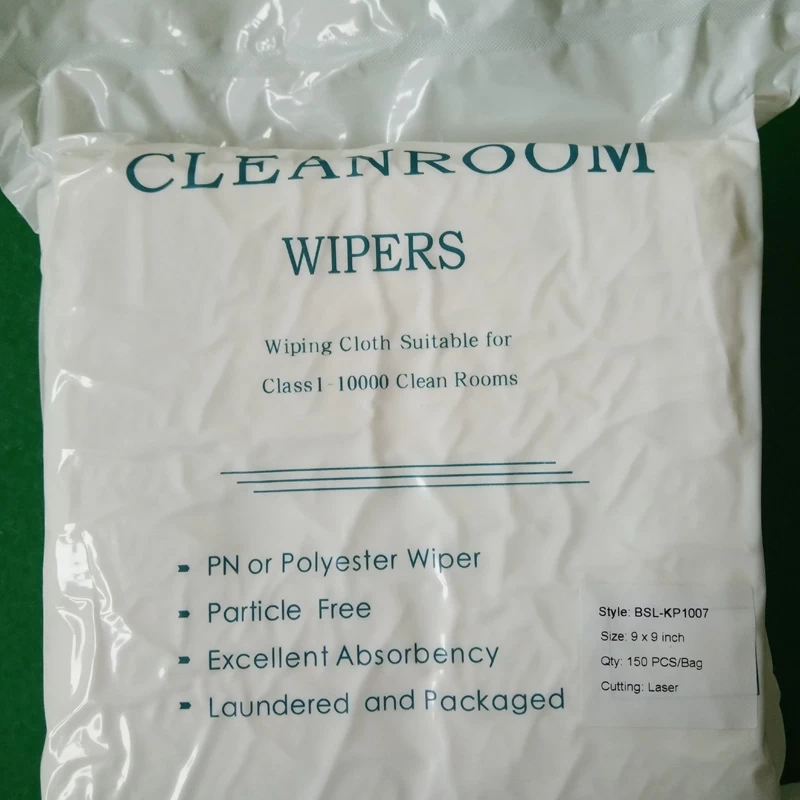 CLEANROOM
WIPERS
Wiping Cloth Suitable for
Class1-10000 Clean Rooms
PN or Polyester Wiper
Particle Free
Excellent Absorbency
Laundered and Packaged
Style: BSL-KP1007
Size: 9 x 9 inch
Qty: 150 PCS/Bag
Cutting: Laser